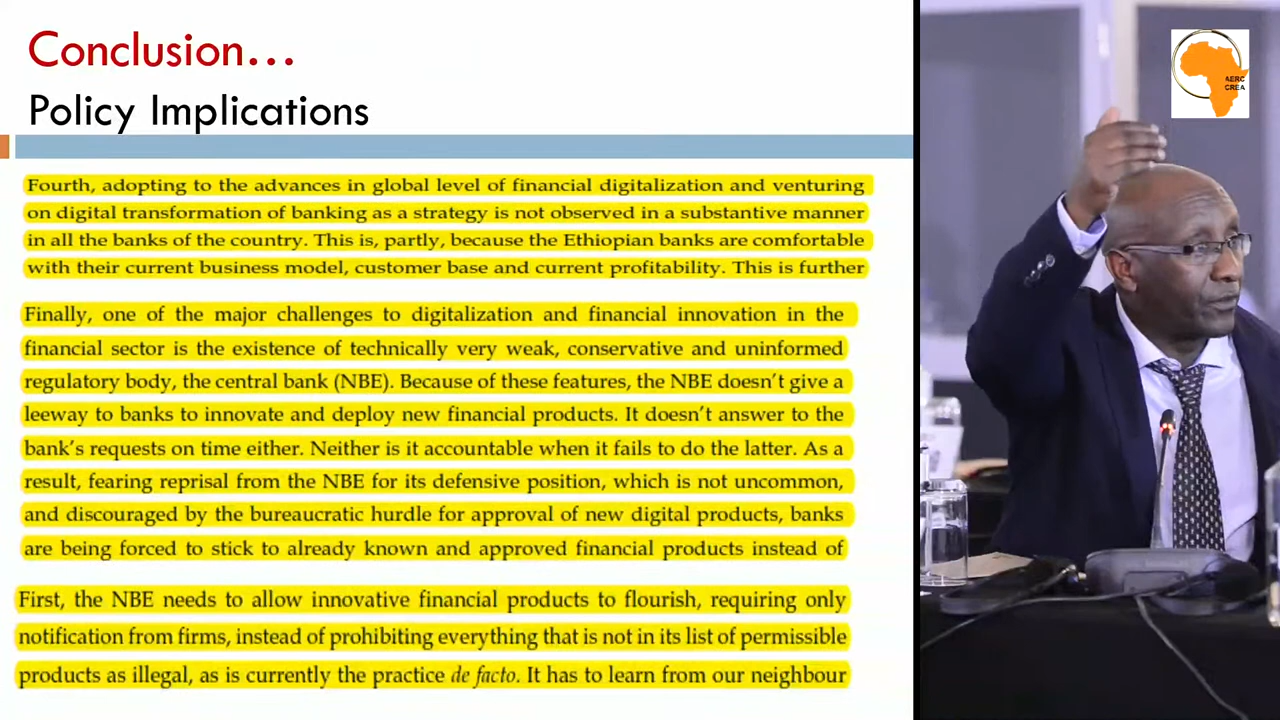 Conclusion...
Policy Implications
Fourth, adopting to the advances in global level of financial digitalization and venturing
on digital transformation of banking as a strategy is not observed in a substantive manner
in all the banks of the country. This is, partly, because the Ethiopian banks are comfortable
with their current business model, customer base and current profitability. This is further
Finally, one of the major challenges to digitalization and financial innovation in the
financial sector is the existence of technically very weak, conservative and uninformed
regulatory body, the central bank (NBE). Because of these features, the NBE doesn't give a
leeway to banks to innovate and deploy new financial products. It doesn't answer to the
bank's requests on time either. Neither is it accountable when it fails to do the latter. As a
result, fearing reprisal from the NBE for its defensive position, which is not uncommon,
and discouraged by the bureaucratic hurdle for approval of new digital products, banks
are being forced to stick to already known and approved financial products instead of
First, the NBE needs to allow innovative financial products to flourish, requiring only
notification from firms, instead of prohibiting everything that is not in its list of permissible
products as illegal, as is currently the practice de facto. It has to learn from our neighbour
AERC
CREA